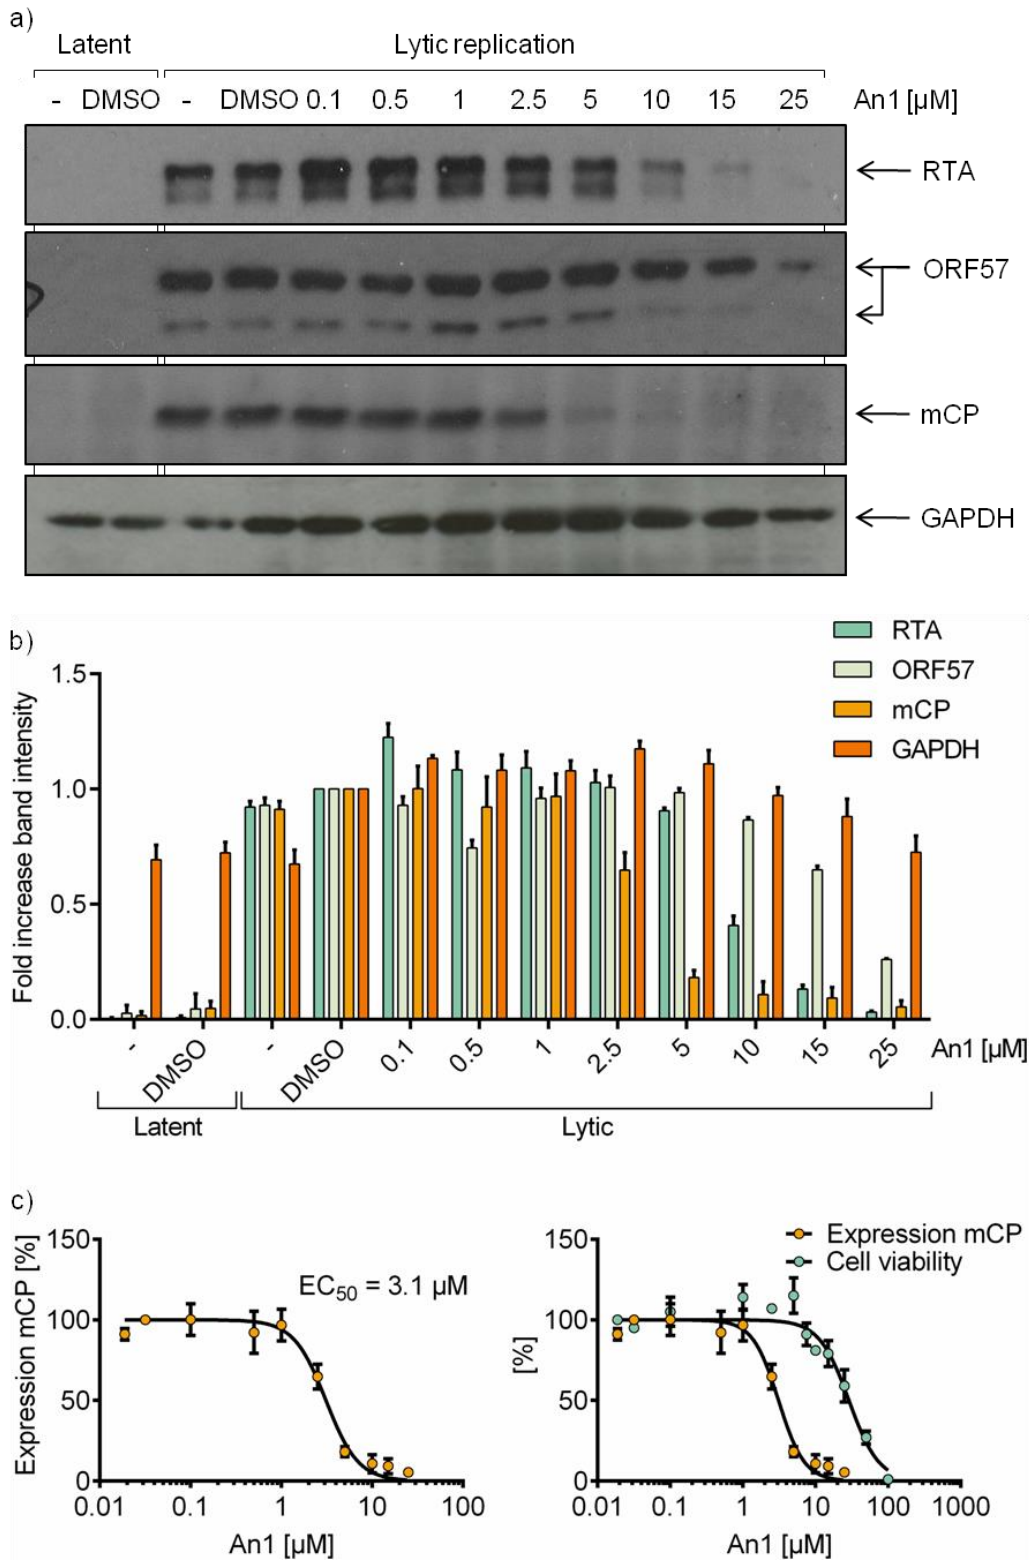 a)
Latent Lytic replication
- DMSO - DMSO 0.1 0.5 1 2.5 5 10 15 25 An1 [µM]
RTA
ORF57
mCP
GAPDH
b)
RTA
ORF57
mCP
GAPDH
Fold increase band intensity
1.5
1.0
0.5
0.0
- DMSO - DMSO 0.1 0.5 1 2.5 5 10 15 25 An1 [µM]
Latent Lytic
c)
Expression mCP [%]
150
100
50
0
EC50 = 3.1 µM
0.01 0.1 1 10 100
An1 [µM]
Expression mCP
Cell viability
[%]
150
100
50
0
0.01 0.1 1 10 100 1000
An1 [µM]